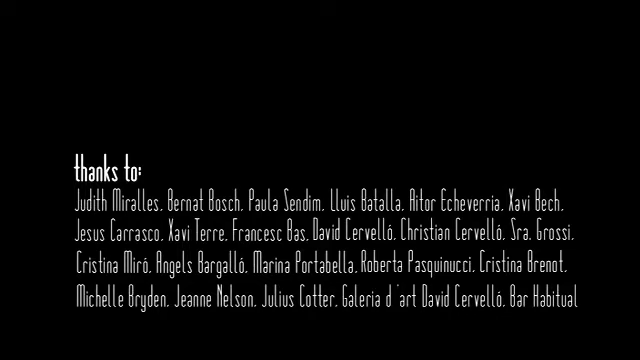 thanks to:
Judith Miralles, Bernat Bosch, Paula Sendim, Lluis Batalla, Aitor Echeverria, Xavi Bech,
Jesus Carrasco, Xavi Terre, Francesc Bas, David Cervelló, Christian Cervelló, Sra. Grossi,
Cristina Miró, Angels Bargalló, Marina Portabella, Roberta Pasquinucci, Cristina Brenot,
Michelle Bryden, Jeanne Nelson, Julius Cotter, Galeria d'art David Cervelló, Bar Habitual